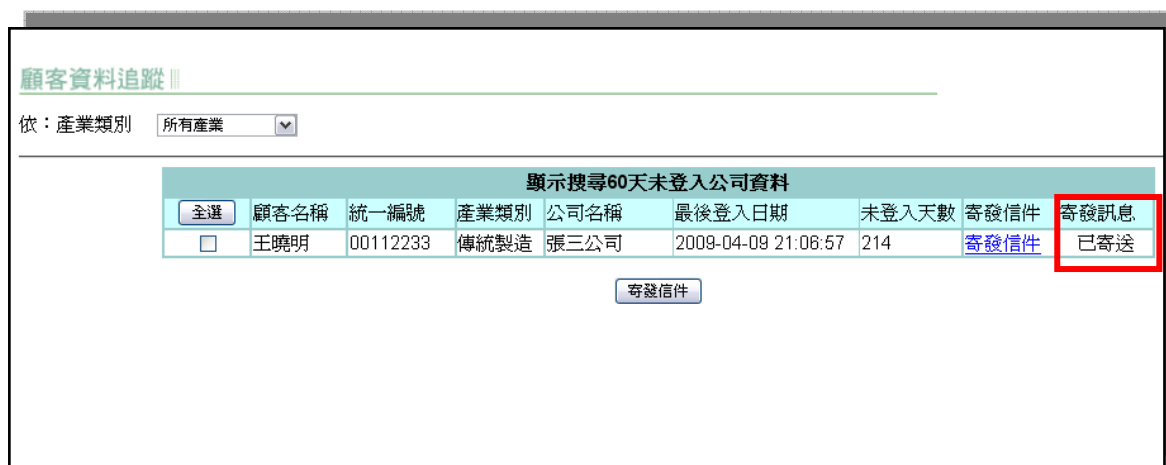 顧客資料追蹤
依：產業類別 所有產業
顯示搜尋60天未登入公司資料
全選 顧客名稱 統一編號 產業類別 公司名稱 最後登入日期 未登入天數 寄發信件 寄發訊息
王曉明 00112233 傳統製造 張三公司 2009-04-09 21:06:57 214 寄發信件 已寄送
寄發信件